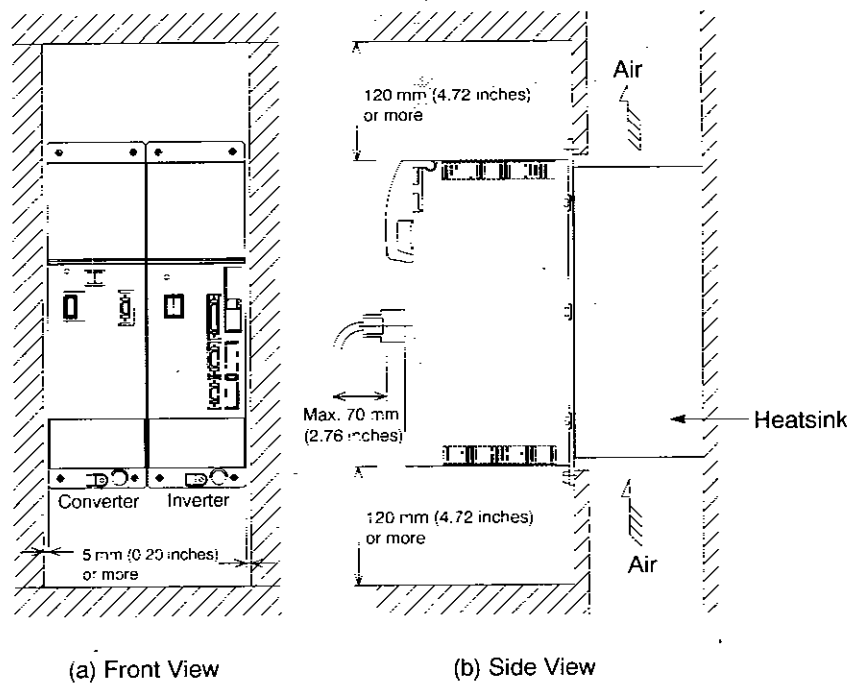 Air
120 mm (4.72 inches)
or more
Max. 70 mm
(2.76 inches)
Heatsink
Converter
Inverter
120 mm (4.72 inches)
or more
5 mm (0.20 inches)
or more
Air
(a) Front View
(b) Side View